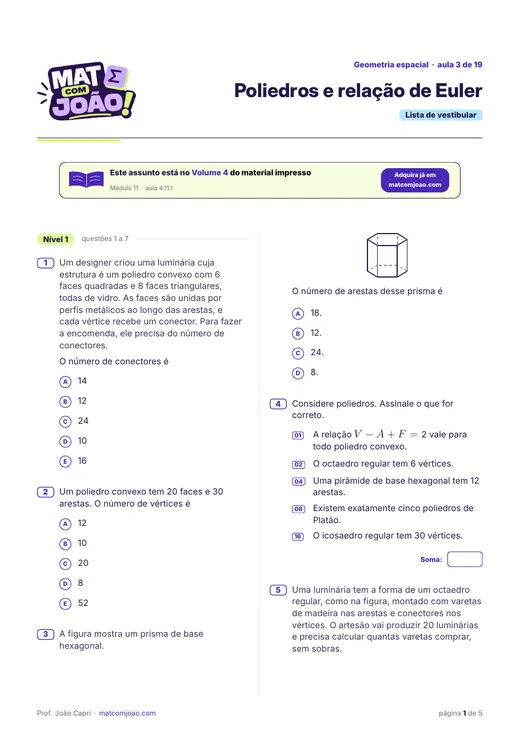 MAT Σ
COM
JOÃO!
Geometria espacial · aula 3 de 19
Poliedros e relação de Euler
Lista de vestibular
Este assunto está no Volume 4 do material impresso
Módulo 11 · aula 4.11.1
Adquira já em
matcomjoao.com
Nível 1 questões 1 a 7
1 Um designer criou uma luminária cuja
estrutura é um poliedro convexo com 6
faces quadradas e 8 faces triangulares,
todas de vidro. As faces são unidas por
perfis metálicos ao longo das arestas, e
cada vértice recebe um conector. Para fazer
a encomenda, ele precisa do número de
conectores.
O número de conectores é
A 14
B 12
C 24
D 10
E 16
2 Um poliedro convexo tem 20 faces e 30
arestas. O número de vértices é
A 12
B 10
C 20
D 8
E 52
3 A figura mostra um prisma de base
hexagonal.
O número de arestas desse prisma é
A 18.
B 12.
C 24.
D 8.
4 Considere poliedros. Assinale o que for
correto.
01 A relação V − A + F = 2 vale para
todo poliedro convexo.
02 O octaedro regular tem 6 vértices.
04 Uma pirâmide de base hexagonal tem 12
arestas.
08 Existem exatamente cinco poliedros de
Platão.
16 O icosaedro regular tem 30 vértices.
Soma:
5 Uma luminária tem a forma de um octaedro
regular, como na figura, montado com varetas
de madeira nas arestas e conectores nos
vértices. O artesão vai produzir 20 luminárias
e precisa calcular quantas varetas comprar,
sem sobras.
Prof. João Capri · matcomjoao.com
página 1 de 5